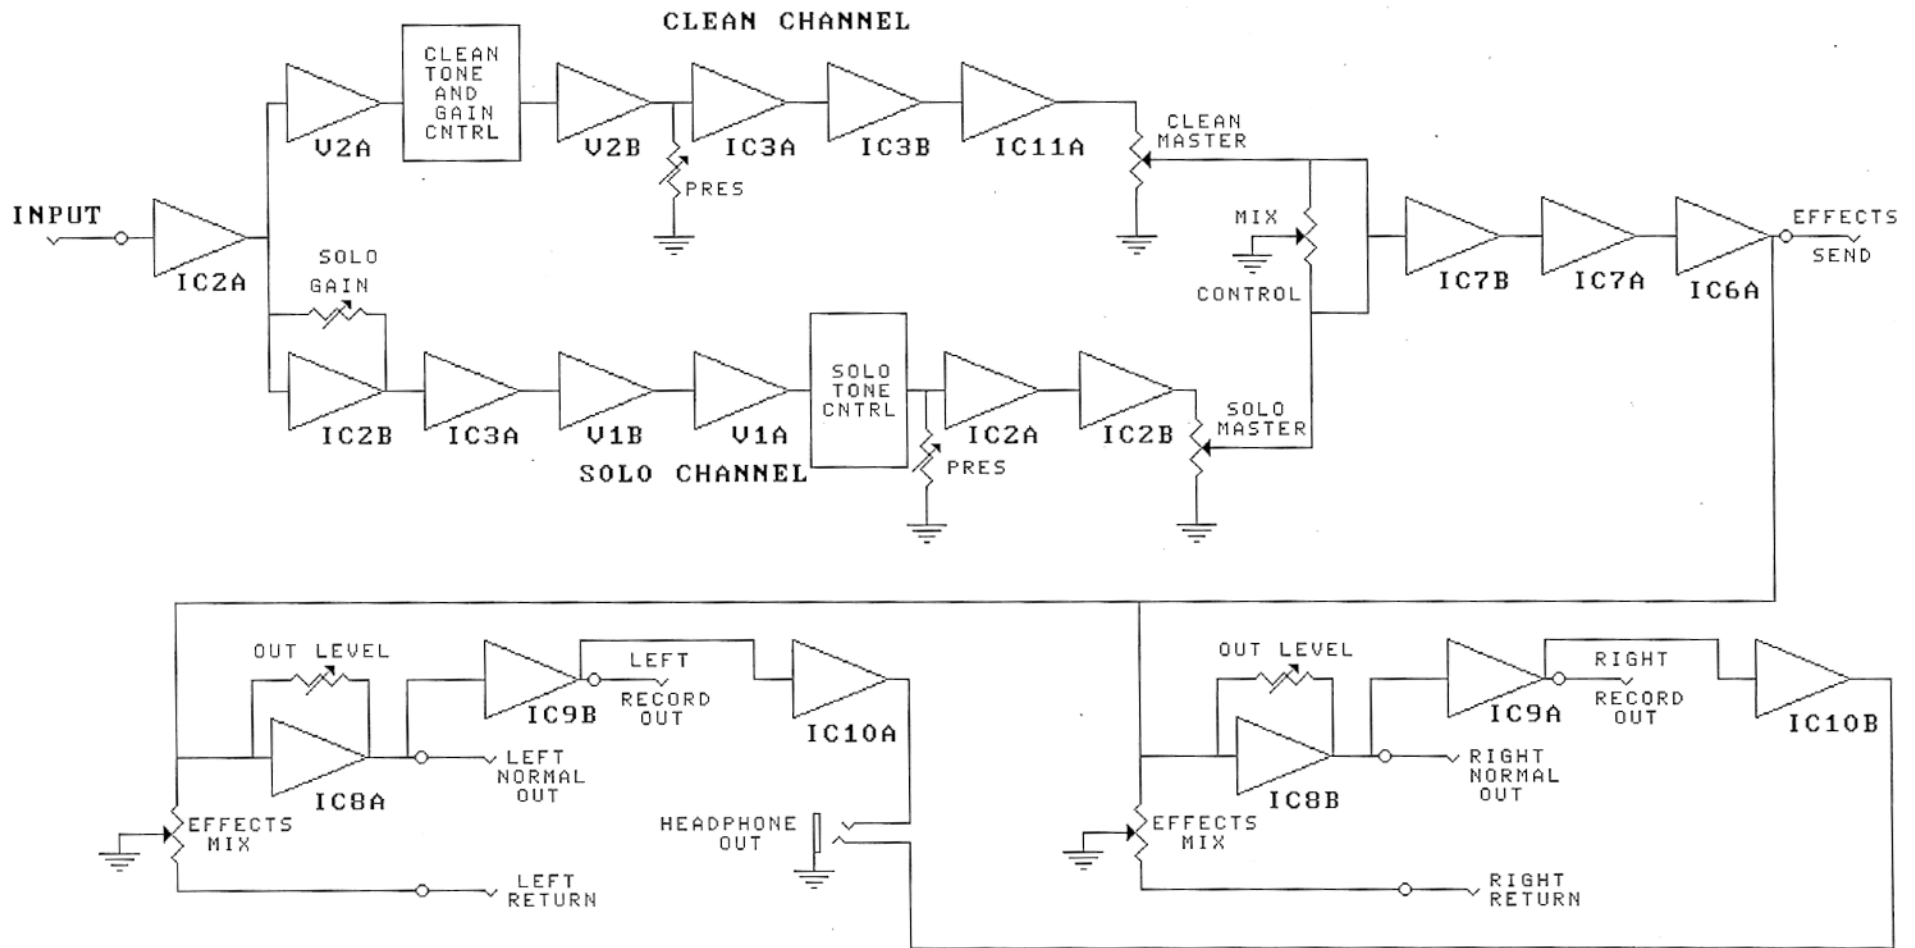 CLEAN CHANNEL
CLEAN
TONE
AND
GAIN
CNTRL
V2A
V2B
IC3A
IC3B
IC11A
CLEAN
MASTER
PRES
INPUT
IC2A
SOLO
GAIN
MIX
CONTROL
IC7B
IC7A
IC6A
EFFECTS
SEND
IC2B
IC3A
V1B
V1A
SOLO
TONE
CNTRL
IC2A
IC2B
SOLO
MASTER
PRES
SOLO CHANNEL
OUT LEVEL
IC8A
IC9B
LEFT
RECORD
OUT
IC10A
LEFT
NORMAL
OUT
EFFECTS
MIX
LEFT
RETURN
HEADPHONE
OUT
OUT LEVEL
IC8B
IC9A
RIGHT
RECORD
OUT
IC10B
RIGHT
NORMAL
OUT
EFFECTS
MIX
RIGHT
RETURN